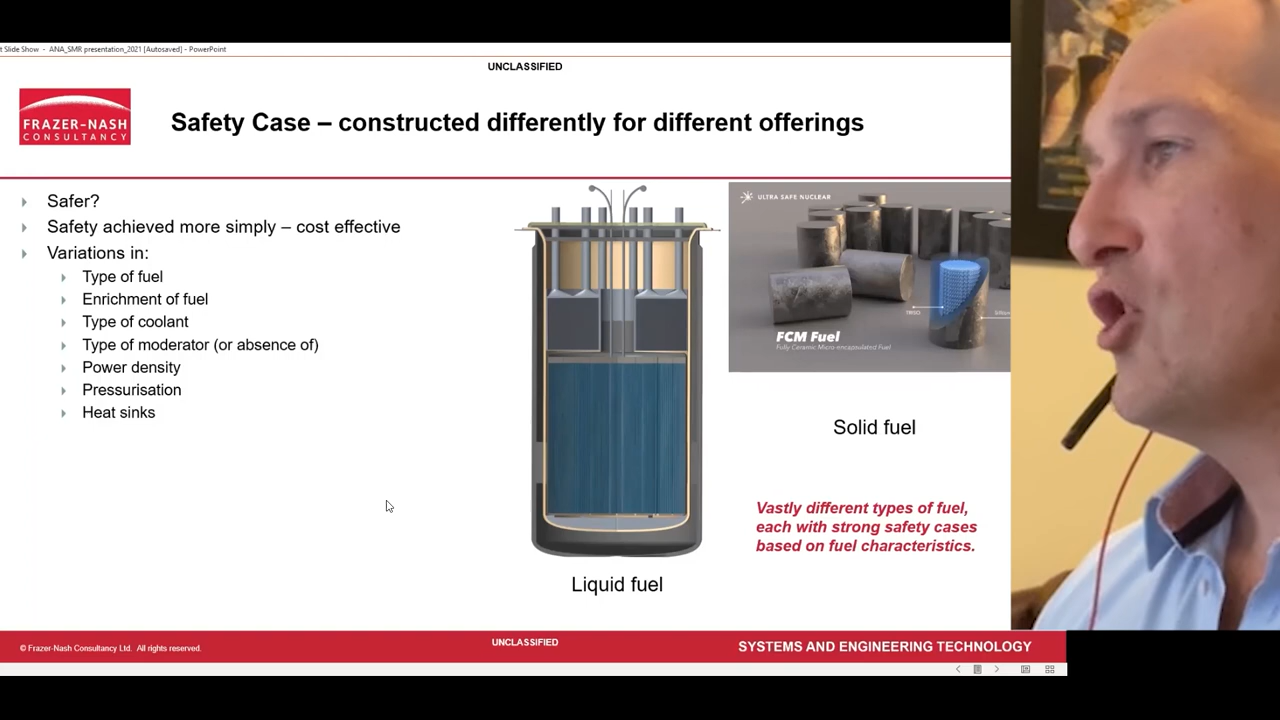 t Slide Show - ANA_SMR presentation_2021 [Autosaved] - PowerPoint
UNCLASSIFIED
FRAZER-NASH
CONSULTANCY
Safety Case – constructed differently for different offerings
Safer?
Safety achieved more simply – cost effective
Variations in:
Type of fuel
Enrichment of fuel
Type of coolant
Type of moderator (or absence of)
Power density
Pressurisation
Heat sinks
Liquid fuel
ULTRA SAFE NUCLEAR
TRISO
FCM Fuel
Fully Ceramic Micro-encapsulated Fuel
Solid fuel
Vastly different types of fuel,
each with strong safety cases
based on fuel characteristics.
© Frazer-Nash Consultancy Ltd. All rights reserved.
UNCLASSIFIED
SYSTEMS AND ENGINEERING TECHNOLOGY